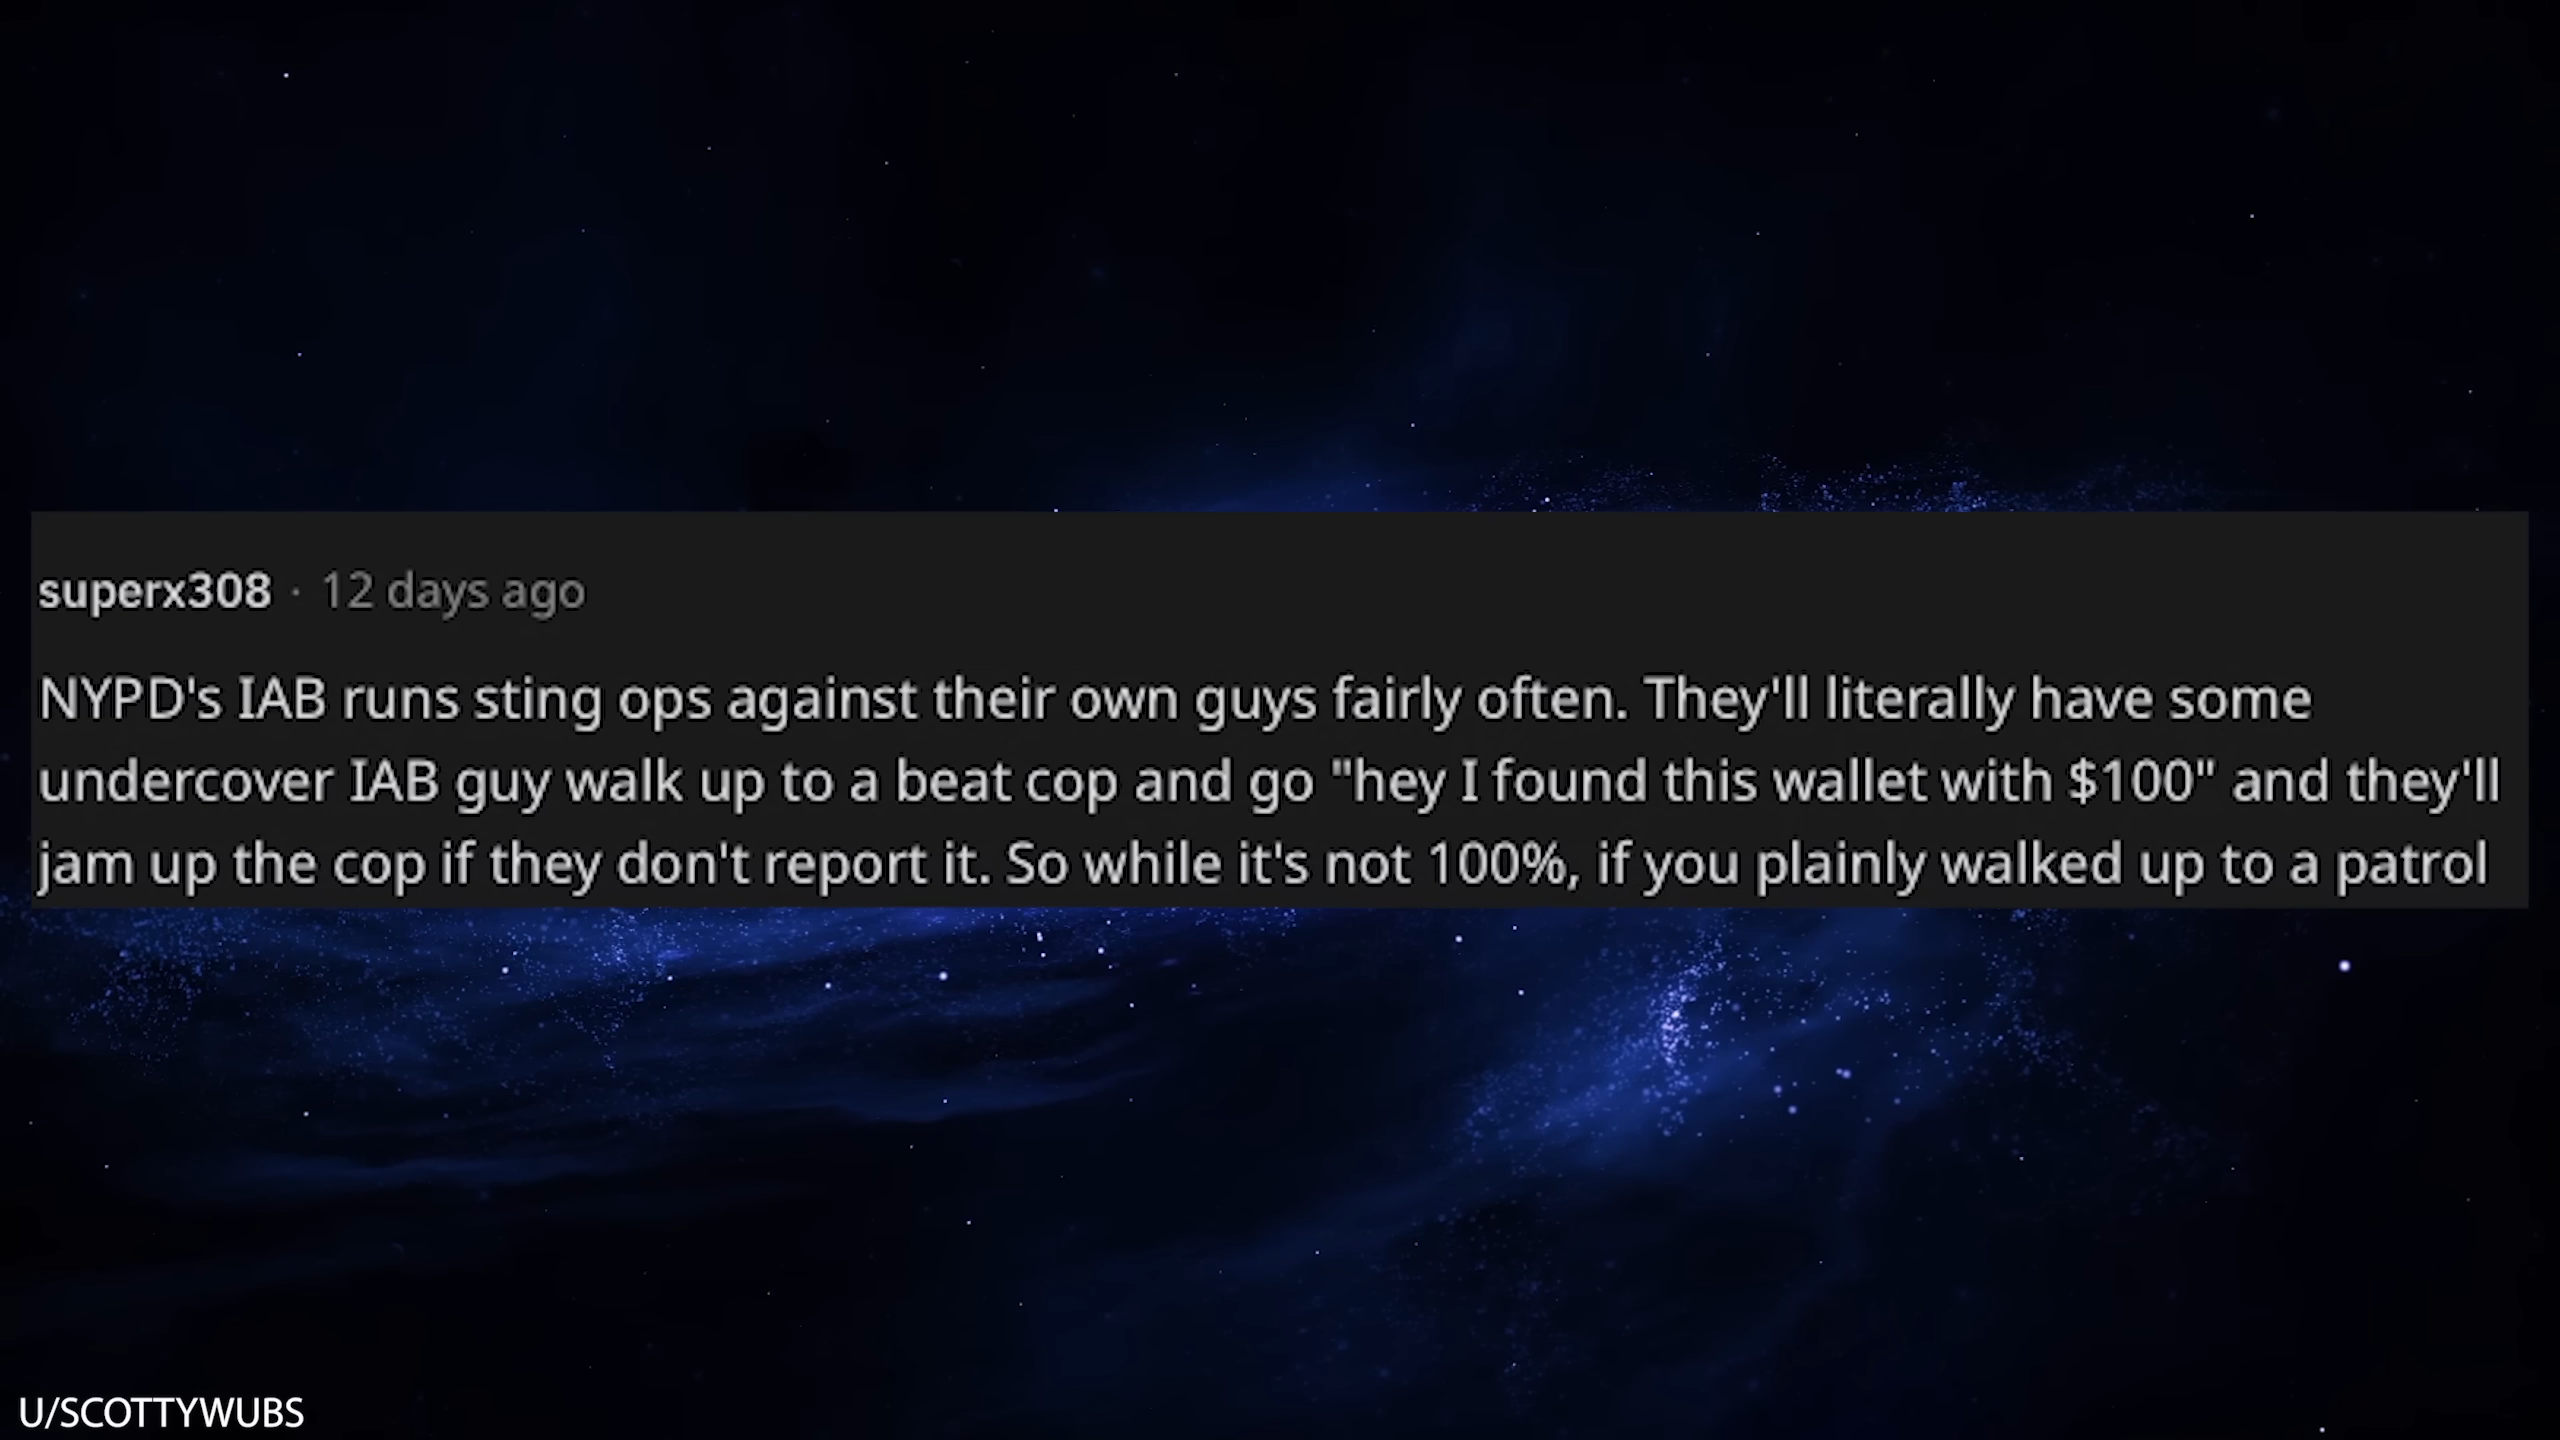 superx308 · 12 days ago
NYPD's IAB runs sting ops against their own guys fairly often. They'll literally have some
undercover IAB guy walk up to a beat cop and go "hey I found this wallet with $100" and they'll
jam up the cop if they don't report it. So while it's not 100%, if you plainly walked up to a patrol
U/SCOTTYWUBS